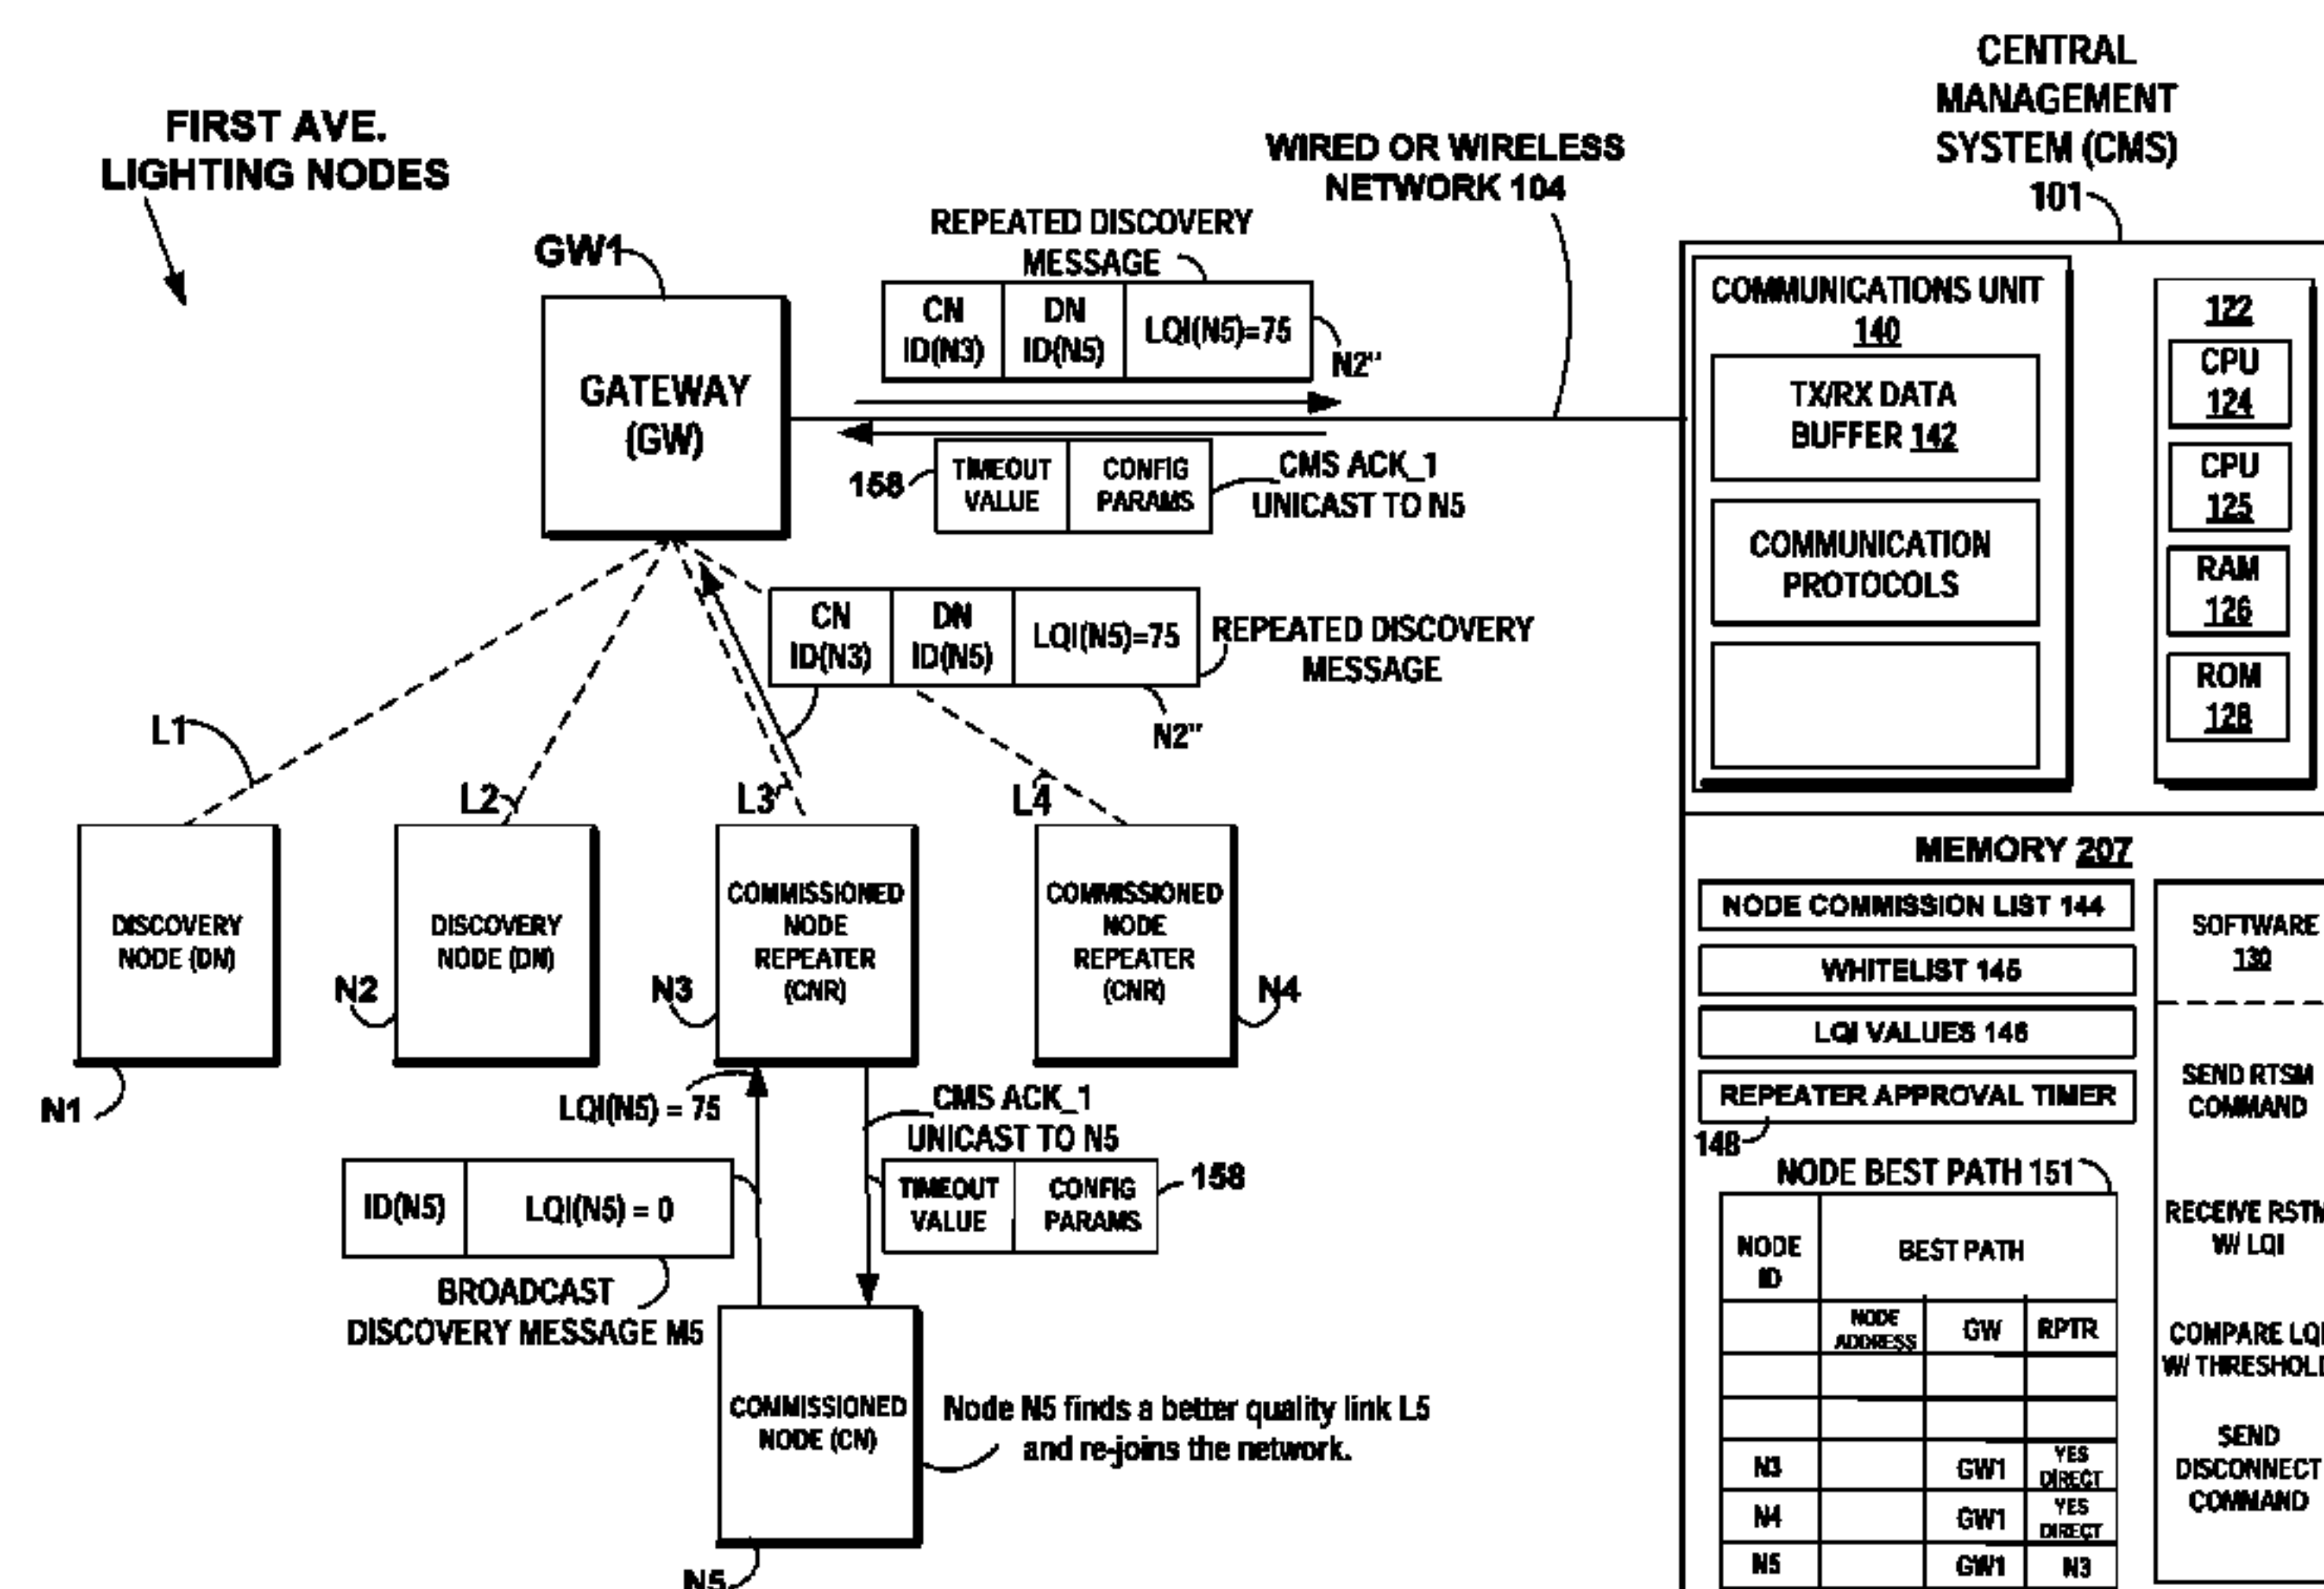 FIRST AVE.
LIGHTING NODES
GW1
GATEWAY
(GW)
REPEATED DISCOVERY
MESSAGE
CN
ID(N3)
DN
ID(N5)
LQI(N5)=75
N2"
WIRED OR WIRELESS
NETWORK 104
158
TIMEOUT
VALUE
CONFIG
PARAMS
CMS ACK_1
UNICAST TO N5
CN
ID(N3)
DN
ID(N5)
LQI(N5)=75
REPEATED DISCOVERY
MESSAGE
N2"
L1
L2
L3
L4
DISCOVERY
NODE (DN)
N1
DISCOVERY
NODE (DN)
N2
COMMISSIONED
NODE
REPEATER
(CNR)
N3
COMMISSIONED
NODE
REPEATER
(CNR)
N4
LQI(N5) = 75
CMS ACK_1
UNICAST TO N5
ID(N5)
LQI(N5) = 0
BROADCAST
DISCOVERY MESSAGE M5
TIMEOUT
VALUE
CONFIG
PARAMS
158
COMMISSIONED
NODE (CN)
N5
Node N5 finds a better quality link L5
and re-joins the network.
CENTRAL
MANAGEMENT
SYSTEM (CMS)
101
COMMUNICATIONS UNIT
140
TX/RX DATA
BUFFER 142
COMMUNICATION
PROTOCOLS
122
CPU
124
CPU
125
RAM
126
ROM
128
MEMORY 207
NODE COMMISSION LIST 144
WHITELIST 145
LQI VALUES 146
REPEATER APPROVAL TIMER
148
NODE BEST PATH 151
NODE
ID
BEST PATH
NODE
ADDRESS
GW
RPTR
N3
GW1
YES
DIRECT
N4
GW1
YES
DIRECT
N5
GW1
N3
SOFTWARE
130
SEND RTSM
COMMAND
RECEIVE RSTM
W/ LQI
COMPARE LQI
W/ THRESHOLD
SEND
DISCONNECT
COMMAND